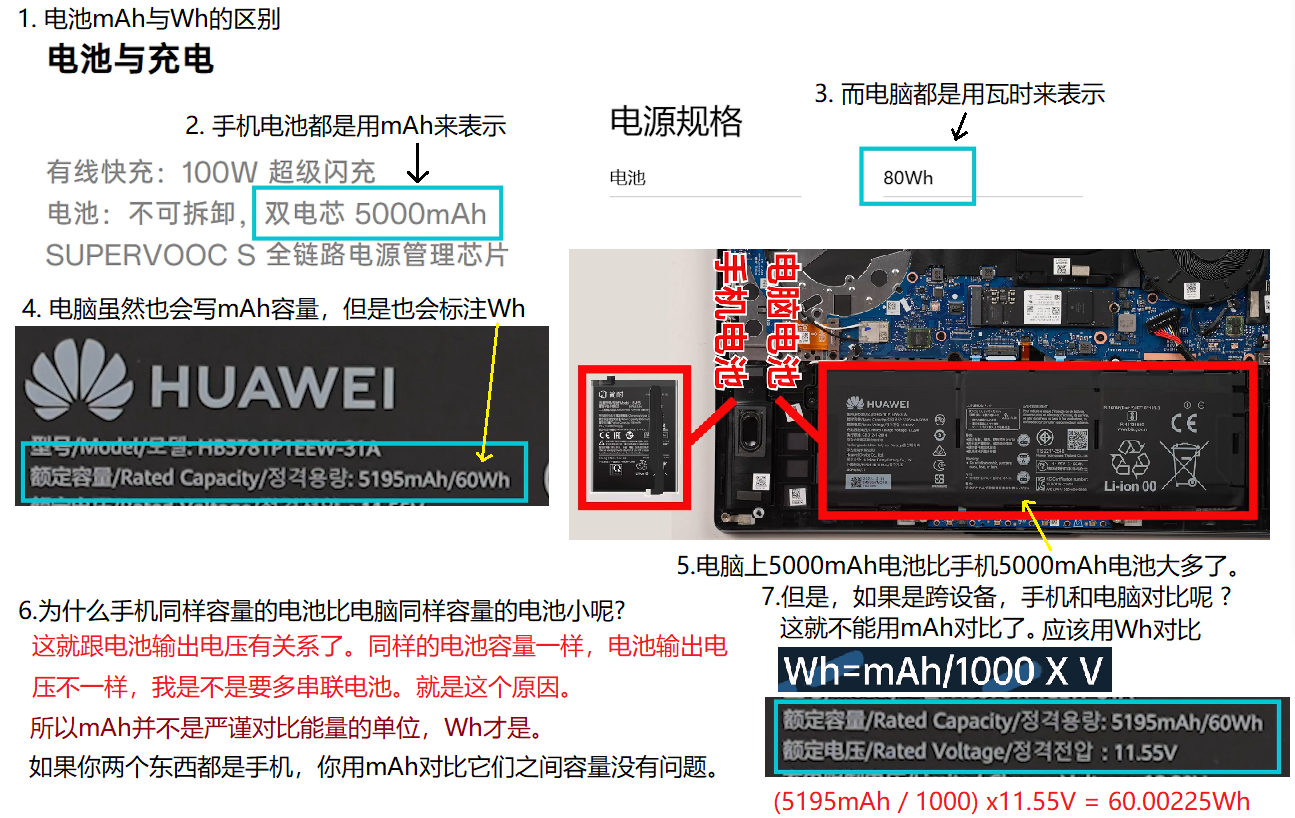 1. 电池mAh与Wh的区别
电池与充电
2. 手机电池都是用mAh来表示
有线快充：100W 超级闪充
电池：不可拆卸，双电芯 5000mAh
SUPERVOOC S 全链路电源管理芯片
3. 而电脑都是用瓦时来表示
电源规格
电池
80Wh
4. 电脑虽然也会写mAh容量，但是也会标注Wh
HUAWEI
型号/Model/모델: HB5781P1EEW-31A
额定容量/Rated Capacity/정격용량: 5195mAh/60Wh
手机电池
电脑电池
HUAWEI
Li-ion 00
5.电脑上5000mAh电池比手机5000mAh电池大多了。
6.为什么手机同样容量的电池比电脑同样容量的电池小呢?
这就跟电池输出电压有关系了。同样的电池容量一样，电池输出电
压不一样，我是不是要多串联电池。就是这个原因。
所以mAh并不是严谨对比能量的单位，Wh才是。
如果你两个东西都是手机，你用mAh对比它们之间容量没有问题。
7.但是，如果是跨设备，手机和电脑对比呢？
这就不能用mAh对比了。应该用Wh对比
Wh=mAh/1000 X V
额定容量/Rated Capacity/정격용량: 5195mAh/60Wh
额定电压/Rated Voltage/정격전압 : 11.55V
(5195mAh / 1000) x11.55V = 60.00225Wh